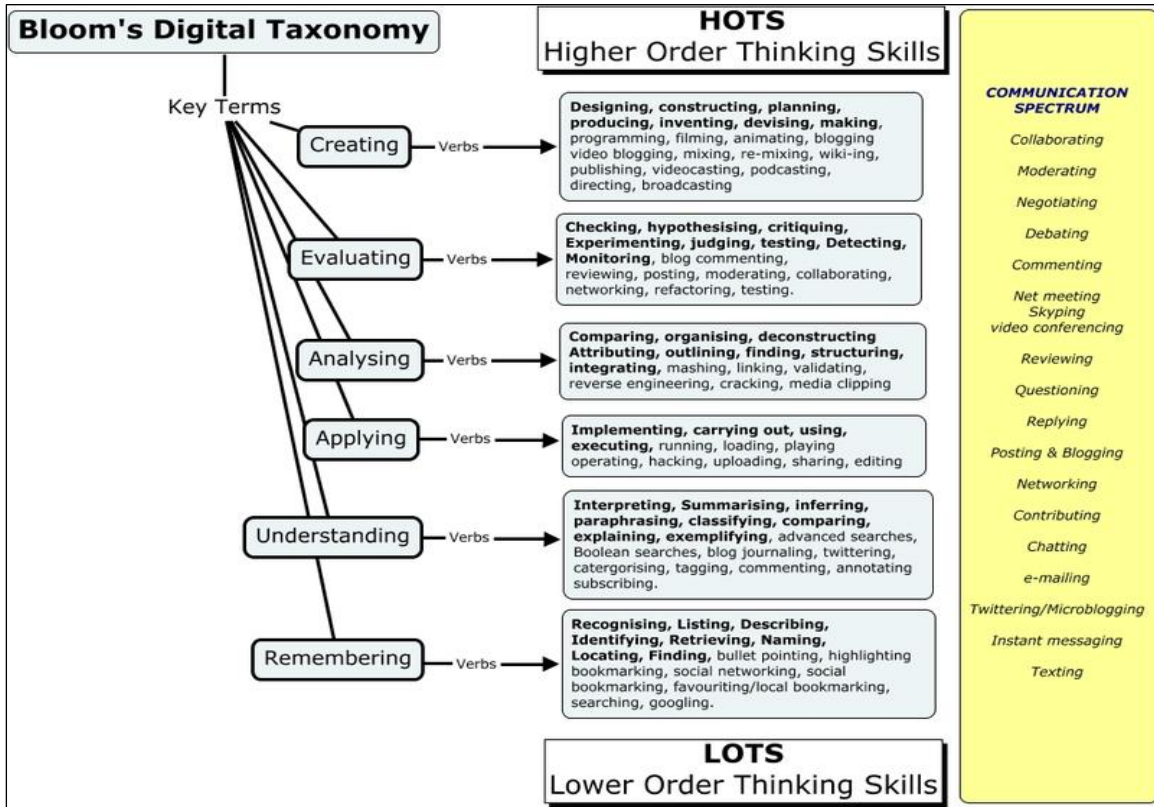 Bloom's Digital Taxonomy
Key Terms
HOTS
Higher Order Thinking Skills
Creating
Verbs
Designing, constructing, planning,
producing, inventing, devising, making,
programming, filming, animating, blogging
video blogging, mixing, re-mixing, wiki-ing,
publishing, videocasting, podcasting,
directing, broadcasting
Evaluating
Verbs
Checking, hypothesising, critiquing,
Experimenting, judging, testing, Detecting,
Monitoring, blog commenting,
reviewing, posting, moderating, collaborating,
networking, refactoring, testing.
Analysing
Verbs
Comparing, organising, deconstructing
Attributing, outlining, finding, structuring,
integrating, mashing, linking, validating,
reverse engineering, cracking, media clipping
Applying
Verbs
Implementing, carrying out, using,
executing, running, loading, playing
operating, hacking, uploading, sharing, editing
Understanding
Verbs
Interpreting, Summarising, inferring,
paraphrasing, classifying, comparing,
explaining, exemplifying, advanced searches,
Boolean searches, blog journaling, twittering,
catergorising, tagging, commenting, annotating
subscribing.
Remembering
Verbs
Recognising, Listing, Describing,
Identifying, Retrieving, Naming,
Locating, Finding, bullet pointing, highlighting
bookmarking, social networking, social
bookmarking, favouriting/local bookmarking,
searching, googling.
LOTS
Lower Order Thinking Skills
COMMUNICATION
SPECTRUM
Collaborating
Moderating
Negotiating
Debating
Commenting
Net meeting
Skyping
video conferencing
Reviewing
Questioning
Replying
Posting & Blogging
Networking
Contributing
Chatting
e-mailing
Twittering/Microblogging
Instant messaging
Texting